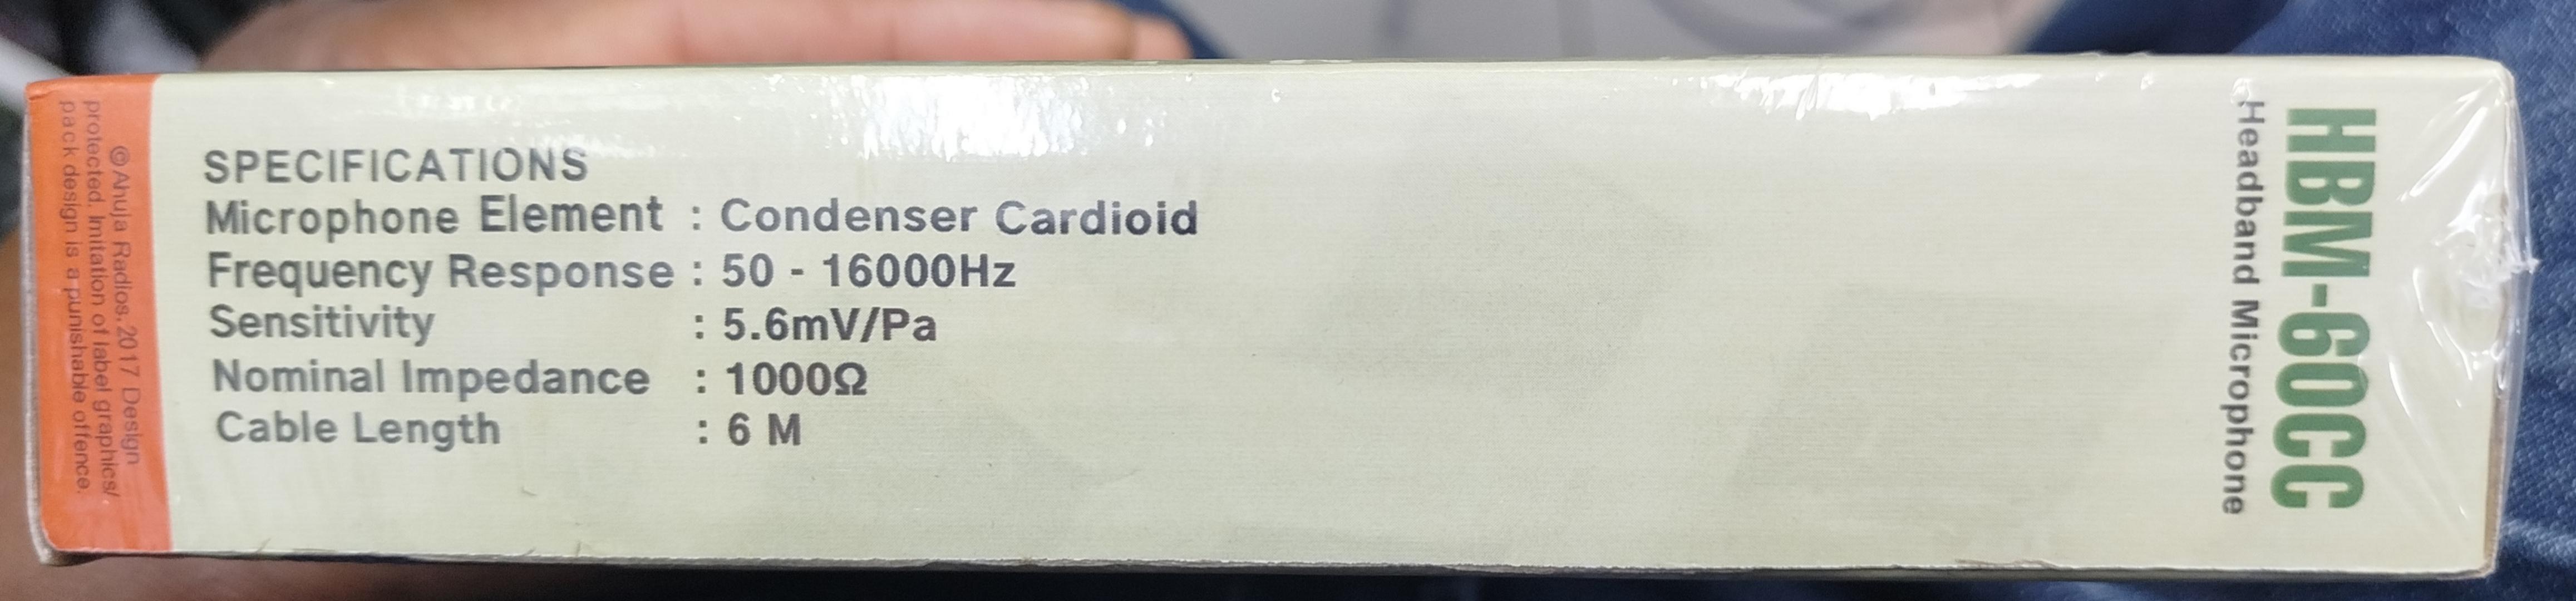 SPECIFICATIONS
Microphone Element : Condenser Cardioid
Frequency Response : 50 - 16000Hz
Sensitivity : 5.6mV/Pa
Nominal Impedance : 1000Ω
Cable Length : 6 M
HBM-60CC
Headband Microphone
©Ahuja Radios. 2017 Design
protected. Imitation of label graphics/
pack design is a punishable offence.